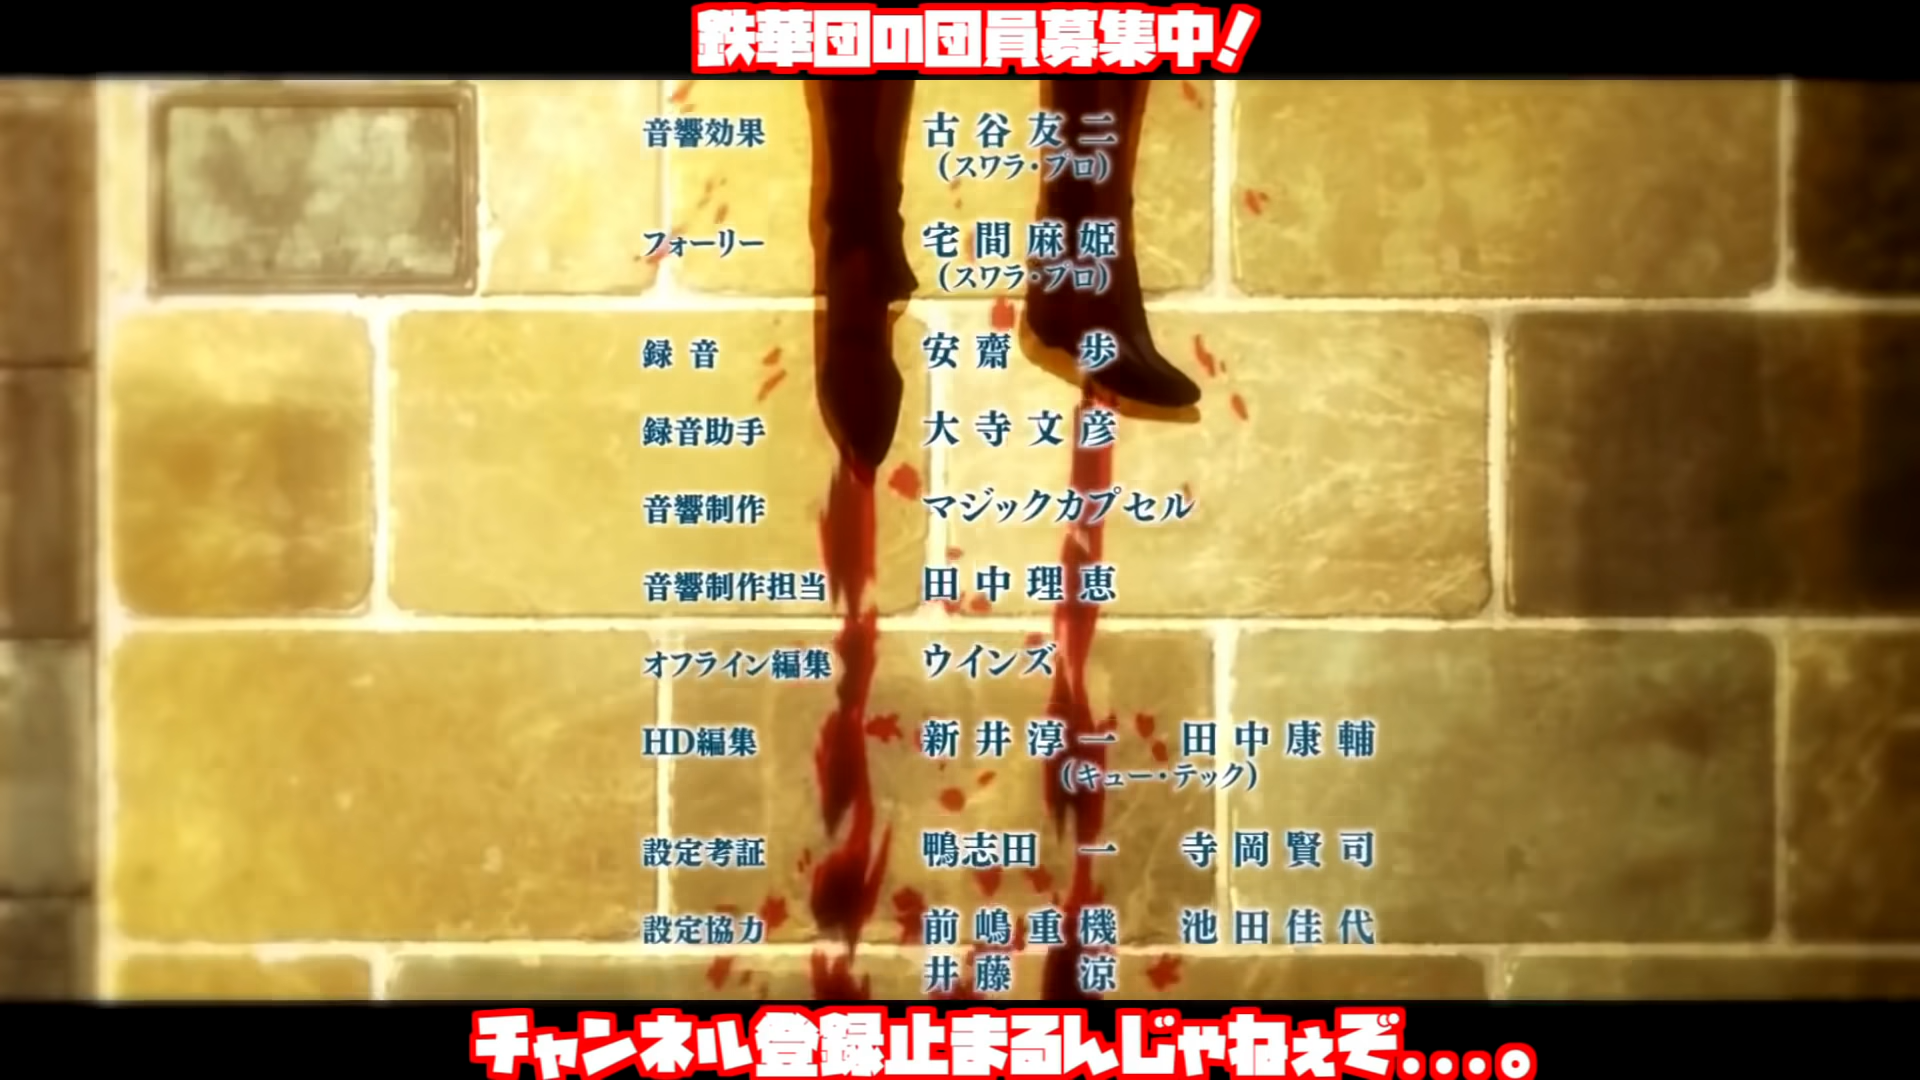 鉄華団の団員募集中!
音響効果 古谷友二
(スワラ・プロ)
フォーリー 宅間麻姫
(スワラ・プロ)
録音 安齋 歩
録音助手 大寺文彦
音響制作 マジックカプセル
音響制作担当 田中理恵
オフライン編集 ウインズ
HD編集 新井淳一 田中康輔
(キュー・テック)
設定考証 鴨志田 一 寺岡賢司
設定協力 前嶋重機 池田佳代
井藤 涼
チャンネル登録止まるんじゃねぇぞ....。